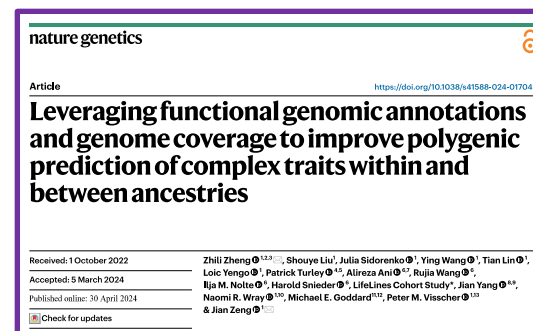 nature genetics
Article
https://doi.org/10.1038/s41588-024-01704
Leveraging functional genomic annotations
and genome coverage to improve polygenic
prediction of complex traits within and
between ancestries
Received: 1 October 2022
Accepted: 5 March 2024
Published online: 30 April 2024
Check for updates
Zhili Zheng 1,2,3, Shouye Liu1, Julia Sidorenko 1, Ying Wang 1, Tian Lin 1,
Loic Yengo 1, Patrick Turley 4,5, Alireza Ani 6,7, Rujia Wang 6,
Ilja M. Nolte 6, Harold Snieder 6, LifeLines Cohort Study*, Jian Yang 8,9,
Naomi R. Wray 1,10, Michael E. Goddard11,12, Peter M. Visscher 1,13
& Jian Zeng 1